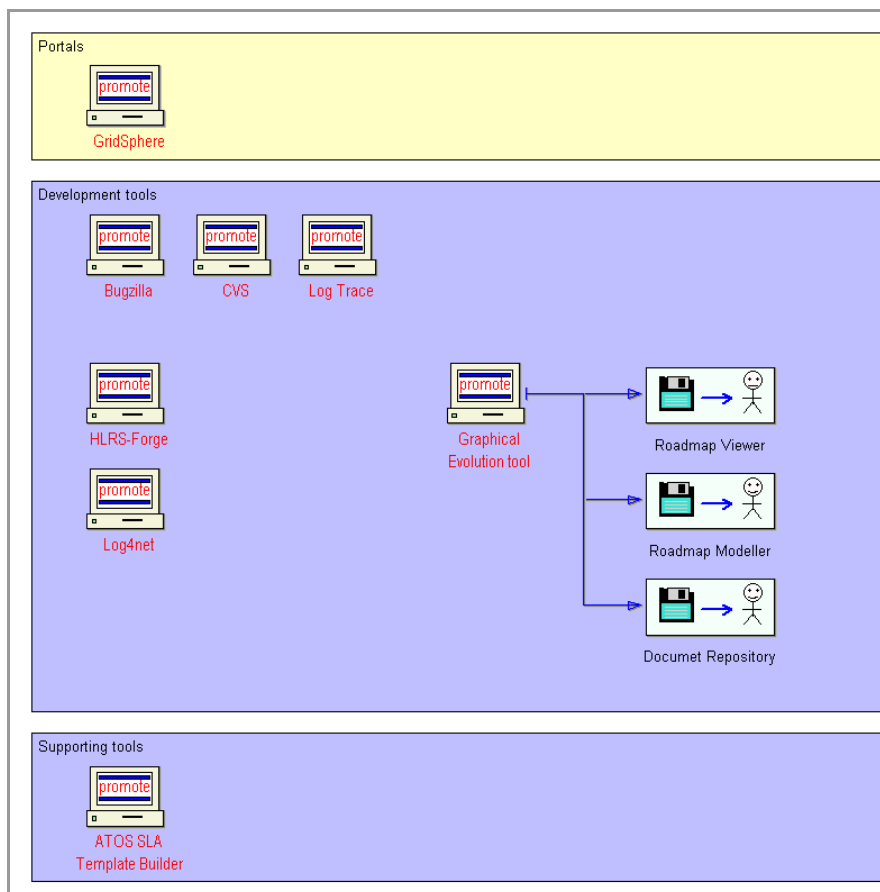 Portals
promote
GridSphere
Development tools
promote promote promote
Bugzilla CVS Log Trace
promote promote
HLRS-Forge Graphical
Evolution tool
Roadmap Viewer
promote
Log4net
Roadmap Modeller
Documet Repository
Supporting tools
promote
ATOS SLA
Template Builder